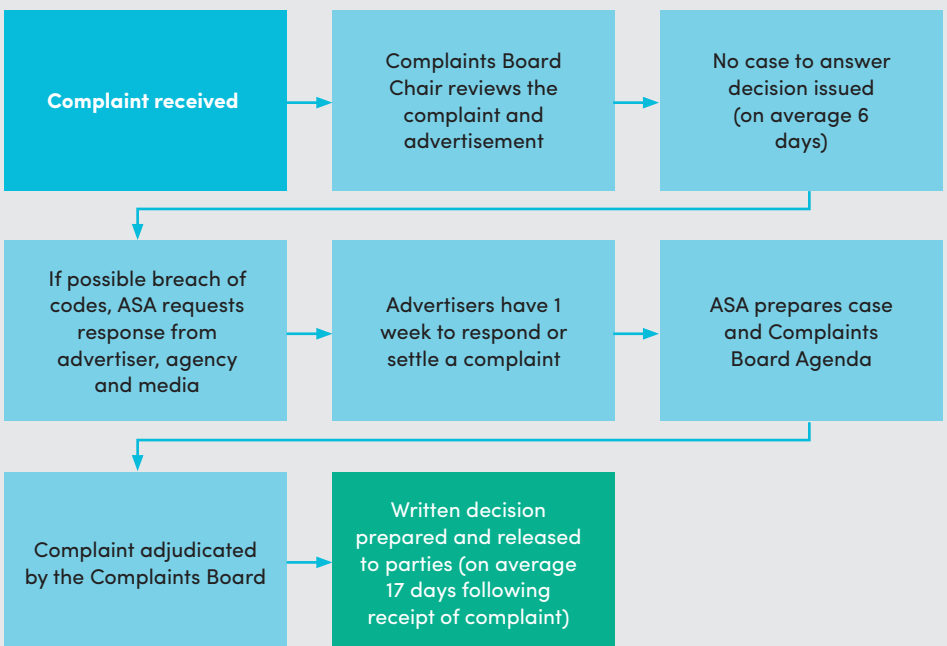 Complaint received
Complaints Board
Chair reviews the
complaint and
advertisement
No case to answer
decision issued
(on average 6
days)
If possible breach of
codes, ASA requests
response from
advertiser, agency
and media
Advertisers have 1
week to respond or
settle a complaint
ASA prepares case
and Complaints
Board Agenda
Complaint adjudicated
by the Complaints Board
Written decision
prepared and released
to parties (on average
17 days following
receipt of complaint)